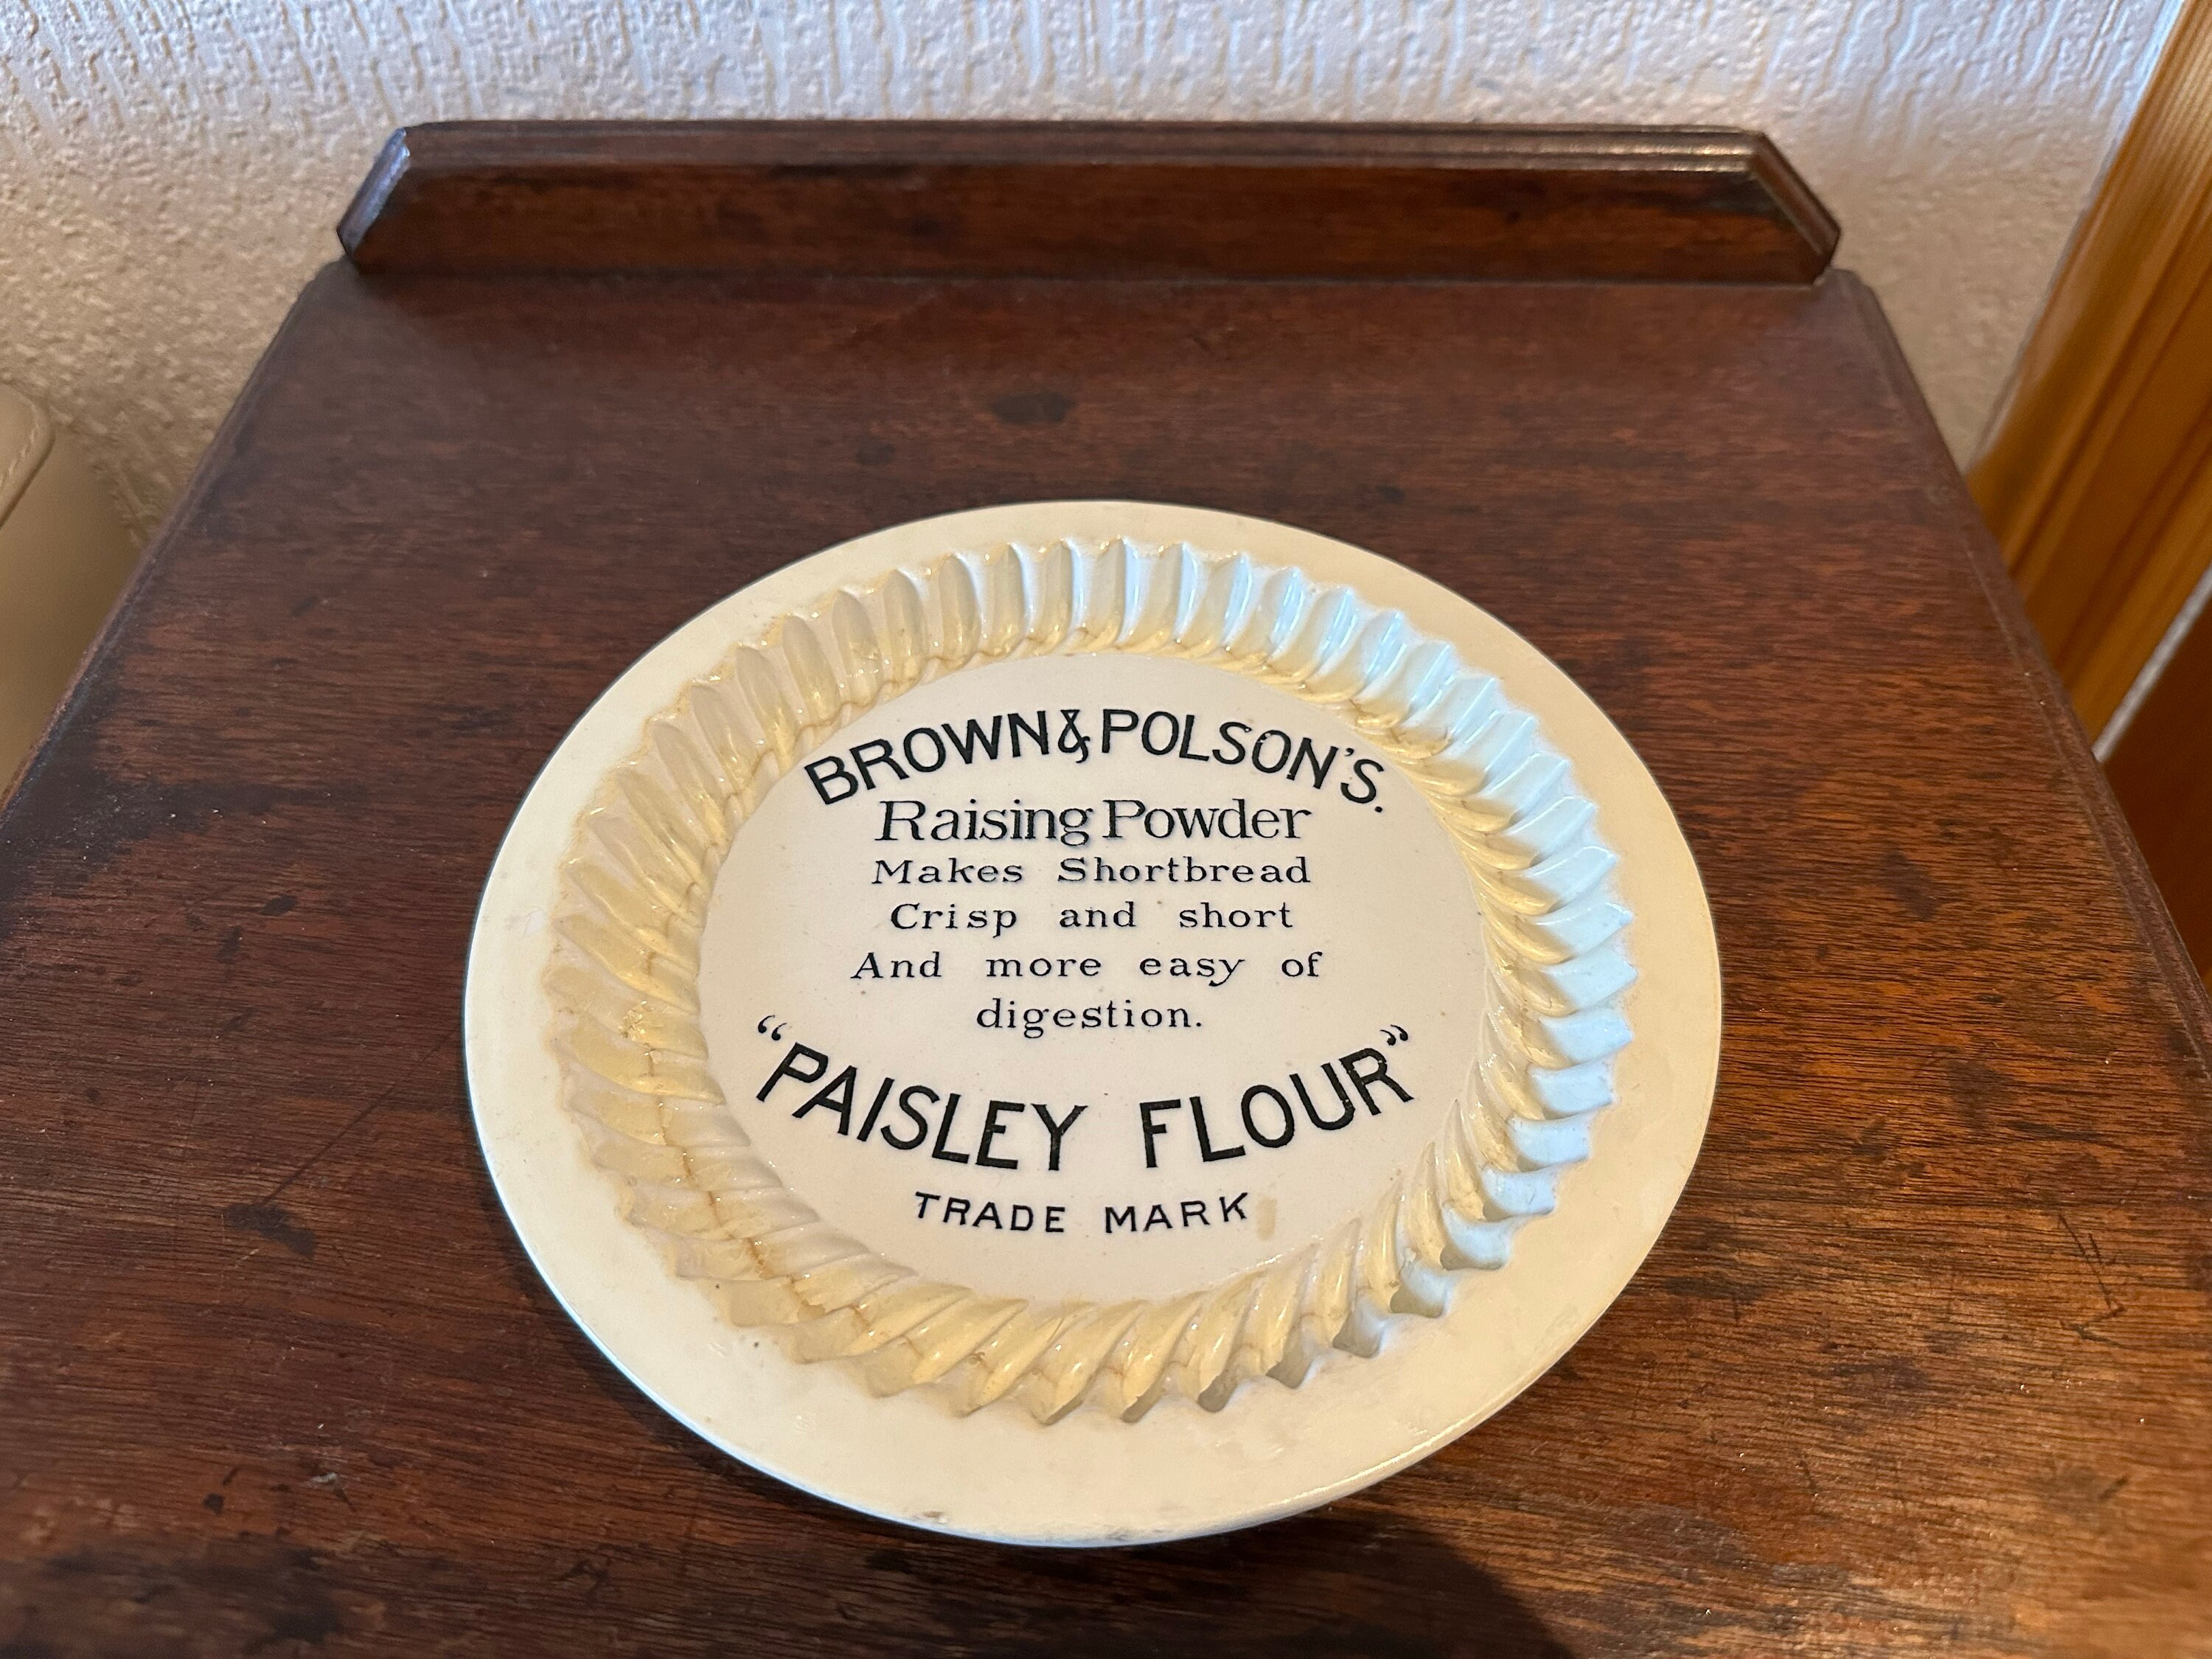 BROWN & POLSON'S.
Raising Powder
Makes Shortbread
Crisp and short
And more easy of
digestion.
"PAISLEY FLOUR"
TRADE MARK